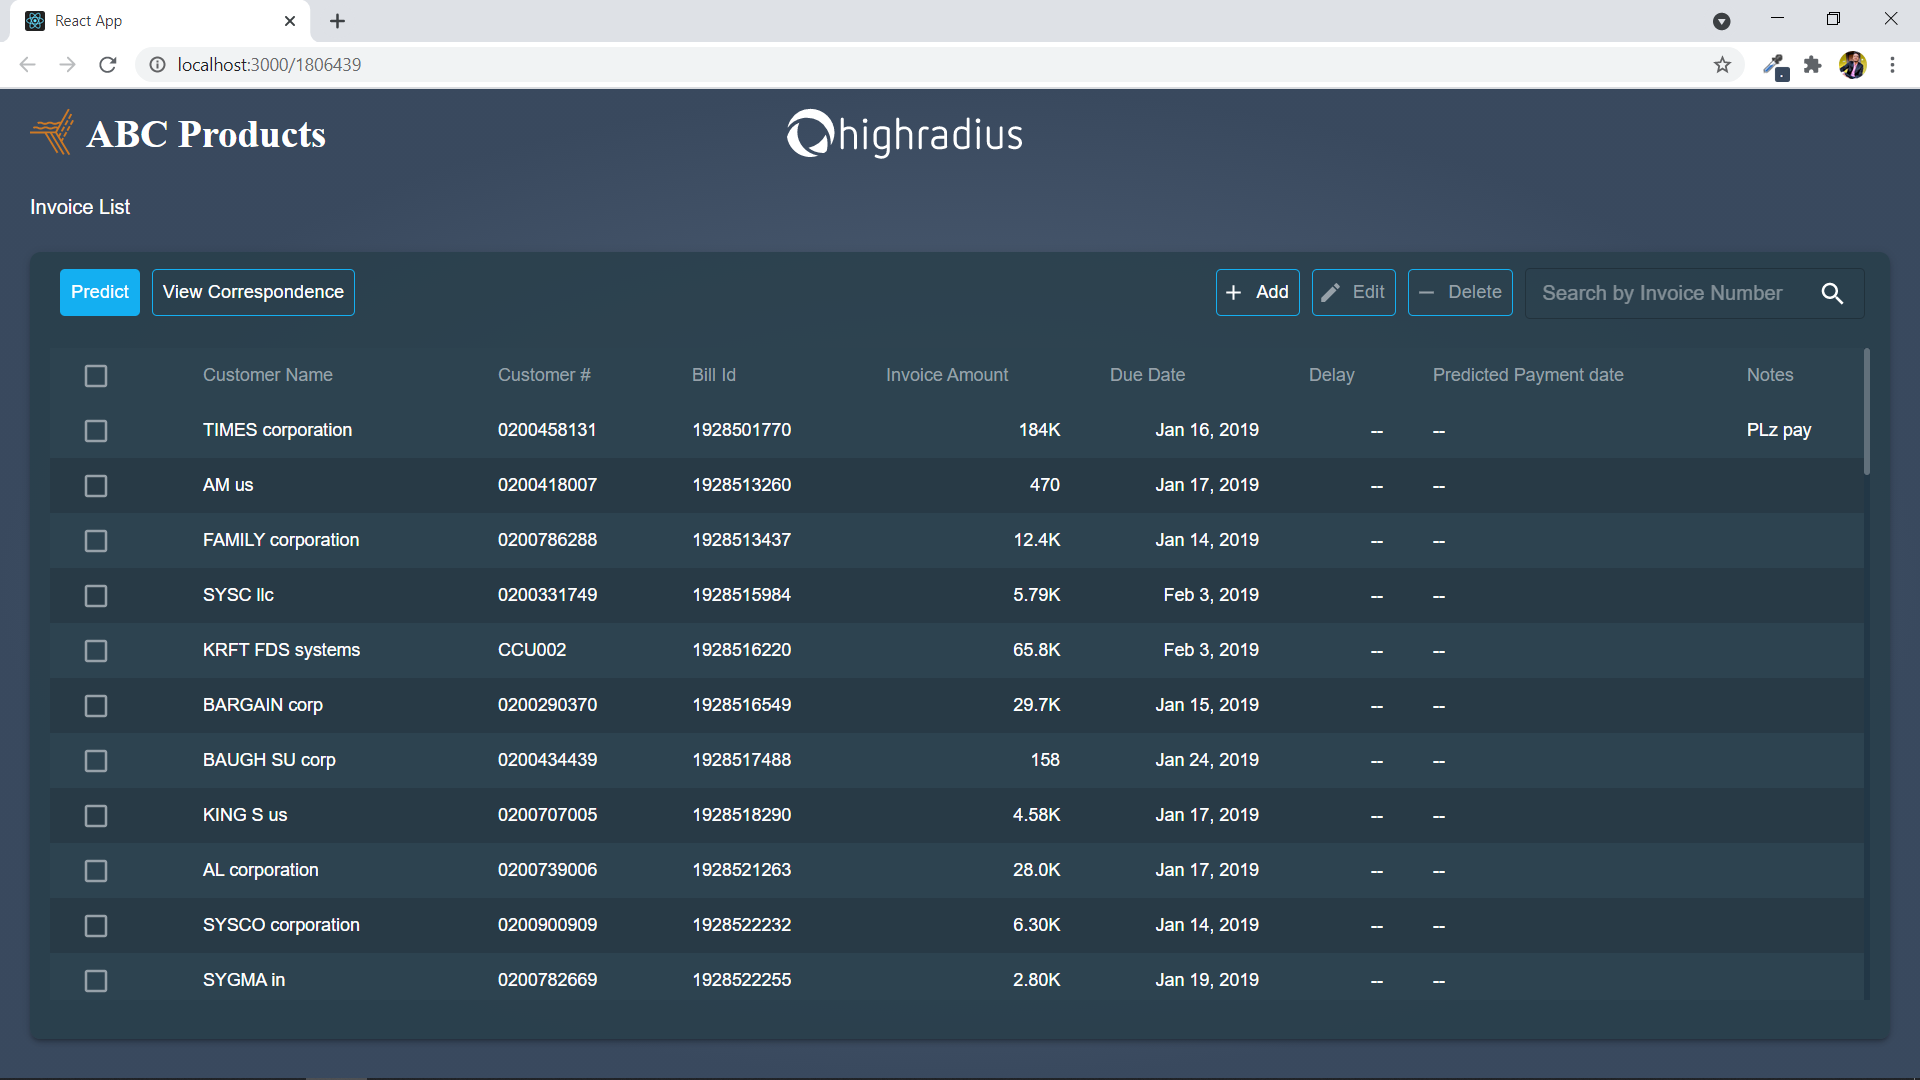 React App
localhost:3000/1806439
ABC Products
highradius
Invoice List
Predict View Correspondence + Add Edit — Delete Search by Invoice Number
Customer Name Customer # Bill Id Invoice Amount Due Date Delay Predicted Payment date Notes
TIMES corporation 0200458131 1928501770 184K Jan 16, 2019 -- -- PLz pay
AM us 0200418007 1928513260 470 Jan 17, 2019 -- --
FAMILY corporation 0200786288 1928513437 12.4K Jan 14, 2019 -- --
SYSC llc 0200331749 1928515984 5.79K Feb 3, 2019 -- --
KRFT FDS systems CCU002 1928516220 65.8K Feb 3, 2019 -- --
BARGAIN corp 0200290370 1928516549 29.7K Jan 15, 2019 -- --
BAUGH SU corp 0200434439 1928517488 158 Jan 24, 2019 -- --
KING S us 0200707005 1928518290 4.58K Jan 17, 2019 -- --
AL corporation 0200739006 1928521263 28.0K Jan 17, 2019 -- --
SYSCO corporation 0200900909 1928522232 6.30K Jan 14, 2019 -- --
SYGMA in 0200782669 1928522255 2.80K Jan 19, 2019 -- --